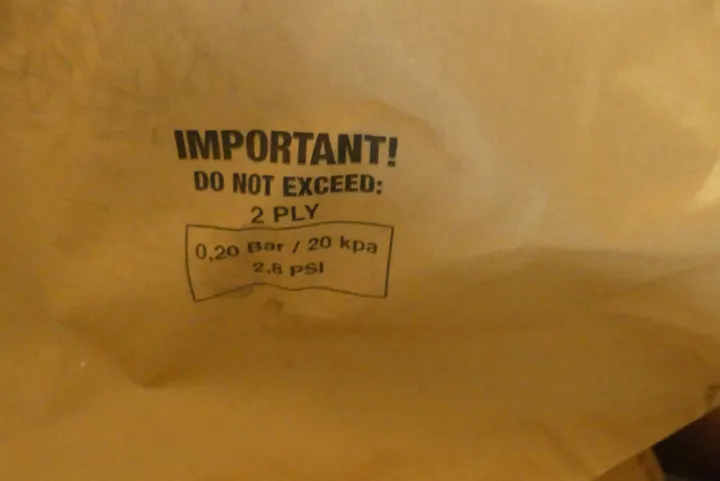 IMPORTANT!
DO NOT EXCEED:
2 PLY
0,20 Bar / 20 kpa
2.8 PSI